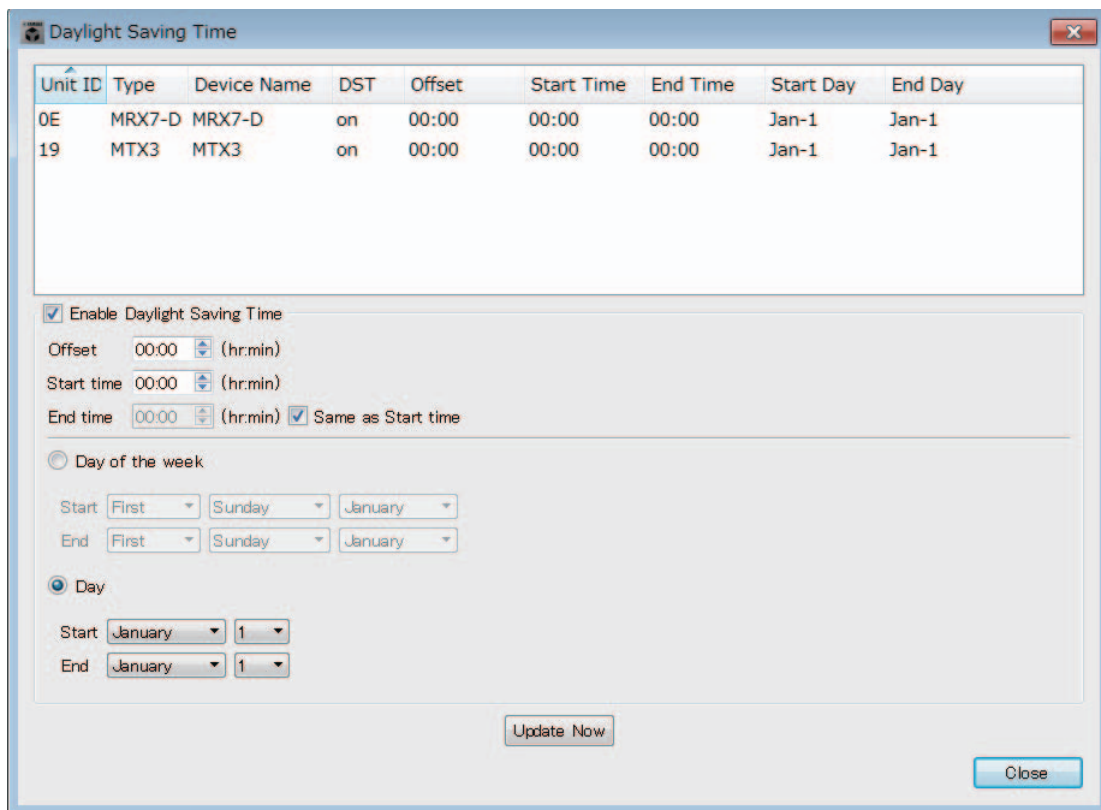 Daylight Saving Time
Unit ID Type Device Name DST Offset Start Time End Time Start Day End Day
0E MRX7-D MRX7-D on 00:00 00:00 00:00 Jan-1 Jan-1
19 MTX3 MTX3 on 00:00 00:00 00:00 Jan-1 Jan-1
Enable Daylight Saving Time
Offset 00:00 (hr:min)
Start time 00:00 (hr:min)
End time 00:00 (hr:min) Same as Start time
Day of the week
Start First Sunday January
End First Sunday January
Day
Start January 1
End January 1
Update Now
Close